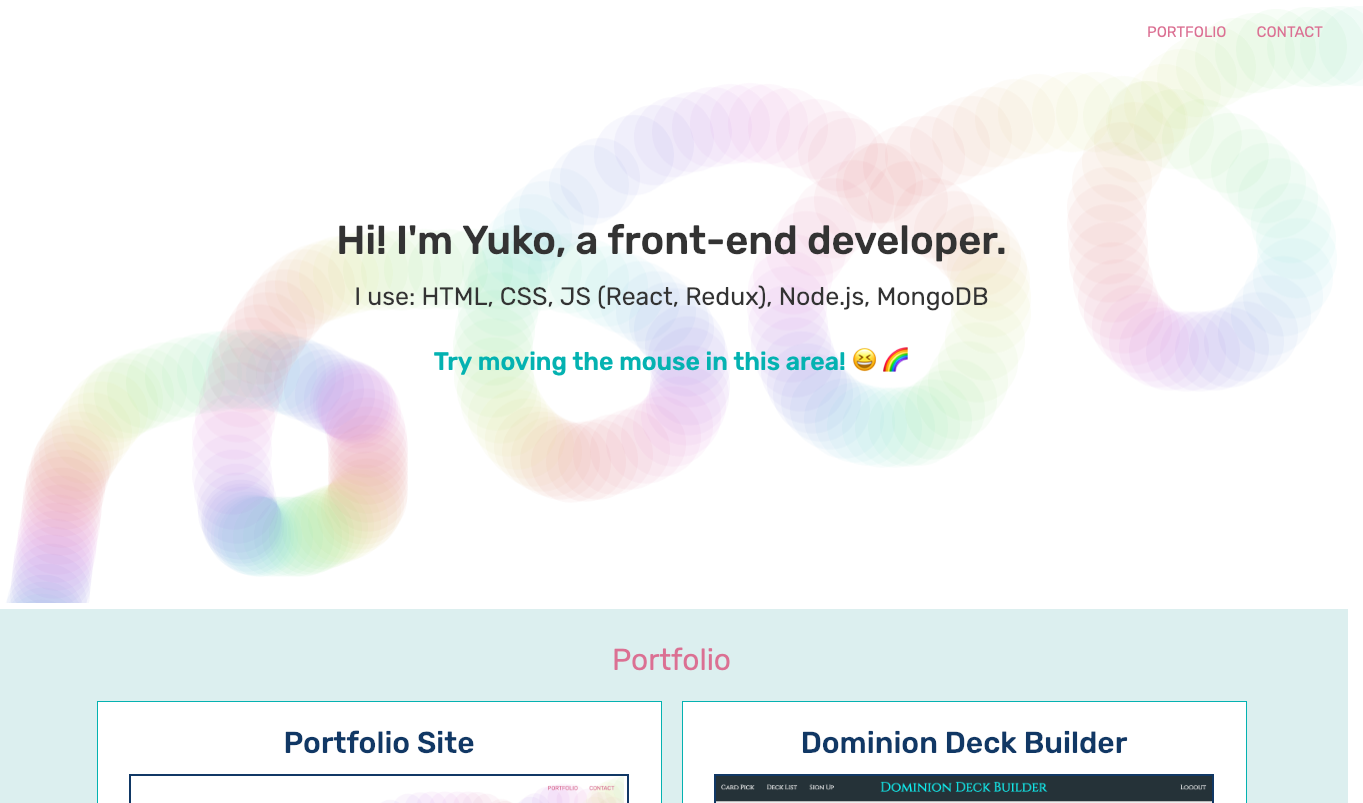 PORTFOLIO CONTACT
Hi! I'm Yuko, a front-end developer.
I use: HTML, CSS, JS (React, Redux), Node.js, MongoDB
Try moving the mouse in this area! 😆 🌈
Portfolio
Portfolio Site
Dominion Deck Builder
PORTFOLIO CONTACT
CARD PICK DECK LIST SIGN UP DOMINION DECK BUILDER LOGOUT